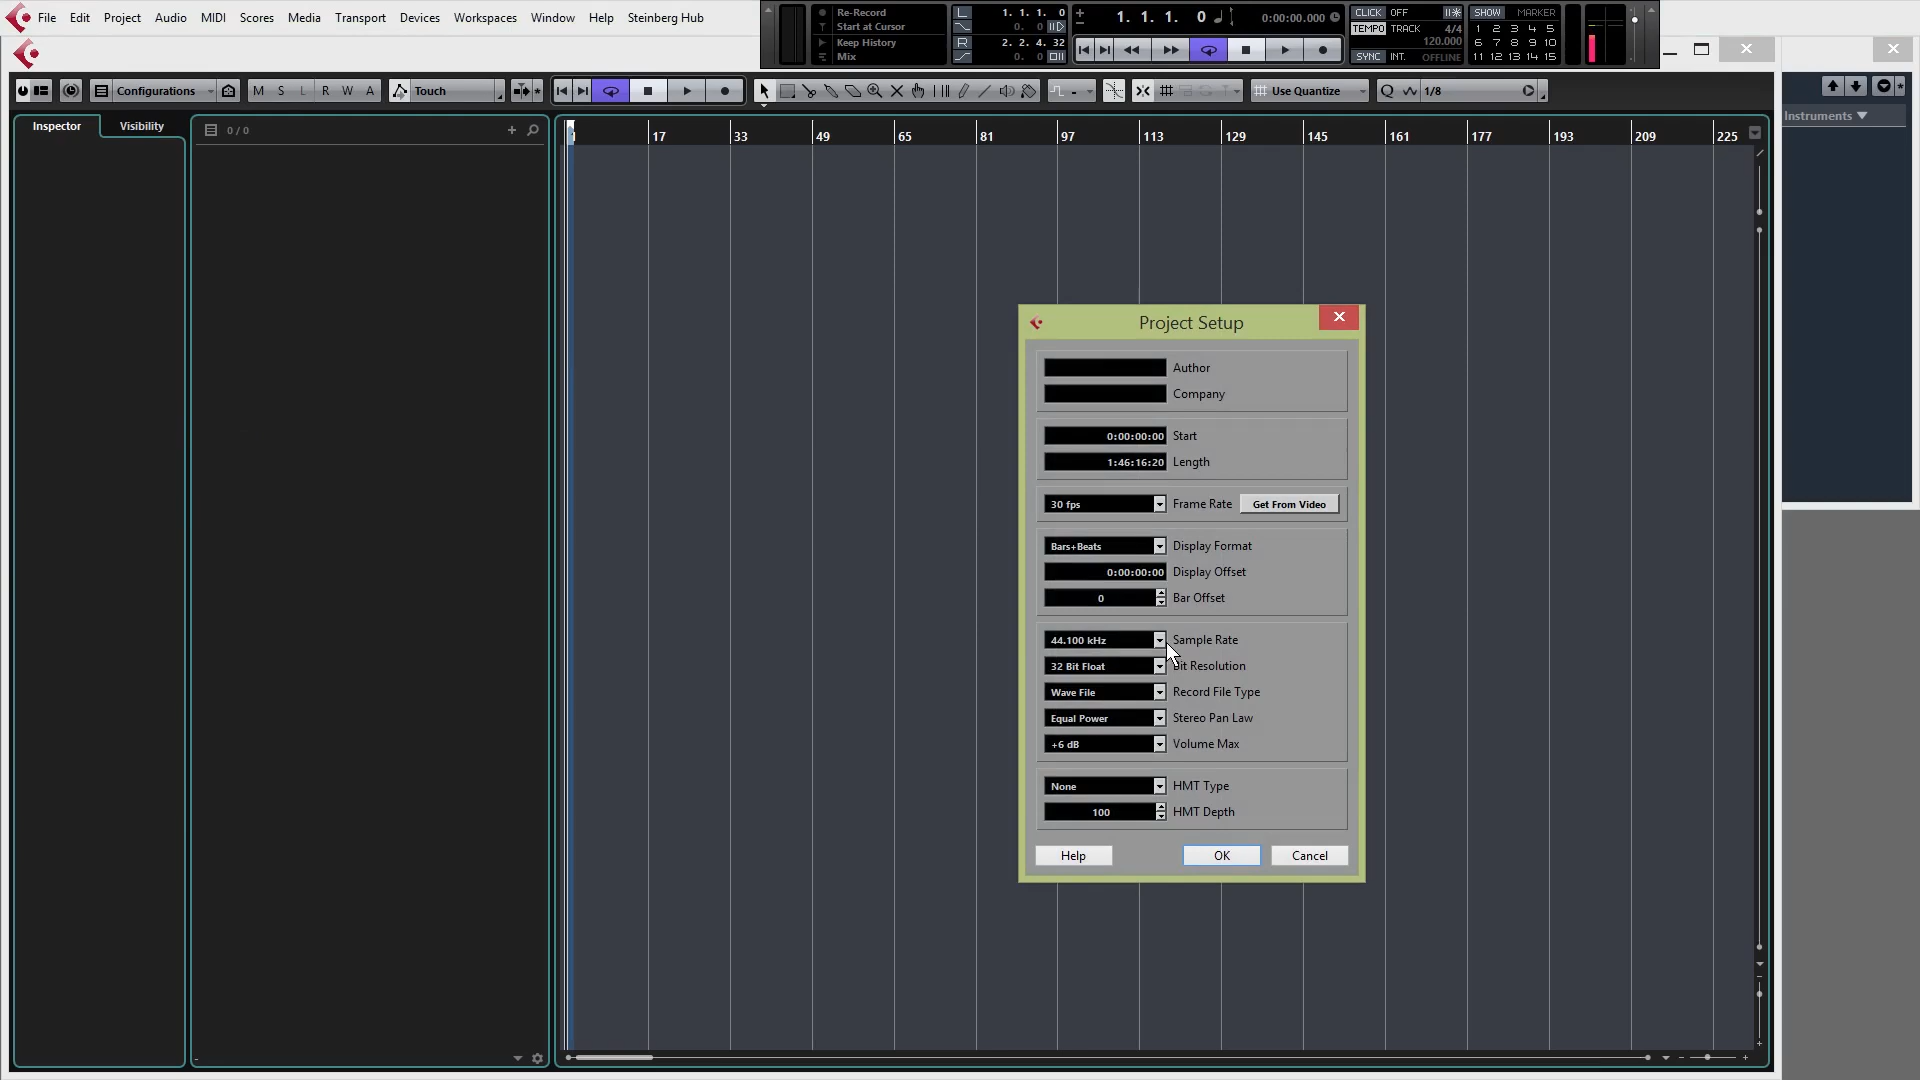 File Edit Project Audio MIDI Scores Media Transport Devices Workspaces Window Help Steinberg Hub
Re-Record
Start at Cursor
Keep History
Mix
L 1. 1. 1. 0
0. 0
R 2. 2. 4. 32
0. 0
1. 1. 1. 0
0:00:00.000
CLICK OFF
TEMPO TRACK 4/4
120.000
SYNC INT. OFFLINE
SHOW MARKER
1 2 3 4 5
6 7 8 9 10
11 12 13 14 15
Configurations M S L R W A Touch Use Quantize Q 1/8
Instruments
Inspector Visibility
0 / 0
1 17 33 49 65 81 97 113 129 145 161 177 193 209 225
Project Setup
Author
Company
0:00:00:00 Start
1:46:16:20 Length
30 fps Frame Rate Get From Video
Bars+Beats Display Format
0:00:00:00 Display Offset
0 Bar Offset
44.100 kHz Sample Rate
32 Bit Float Bit Resolution
Wave File Record File Type
Equal Power Stereo Pan Law
+6 dB Volume Max
None HMT Type
100 HMT Depth
Help OK Cancel